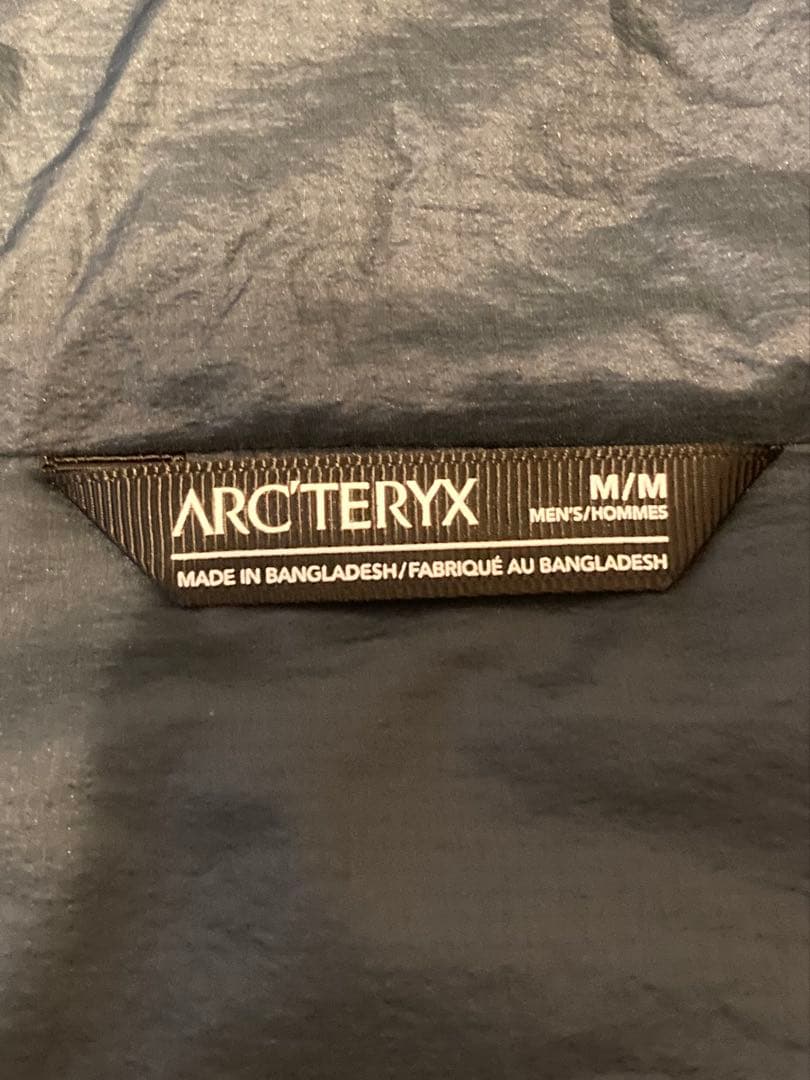 ARC'TERYX
M/M
MEN'S/HOMMES
MADE IN BANGLADESH/FABRIQUÉ AU BANGLADESH